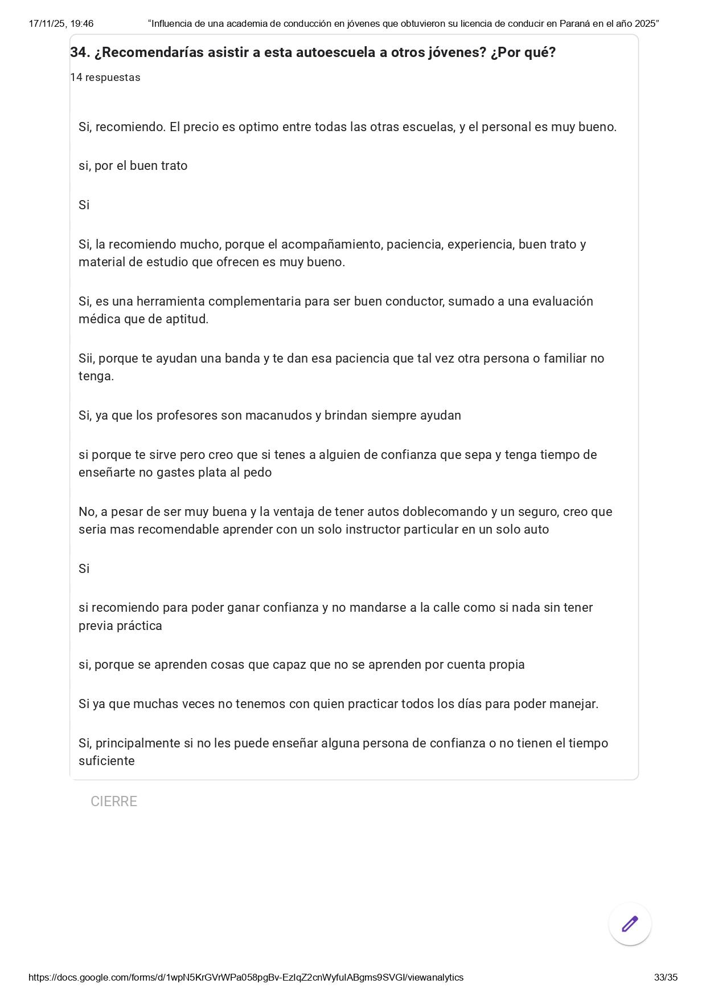 17/11/25, 19:46
“Influencia de una academia de conducción en jóvenes que obtuvieron su licencia de conducir en Paraná en el año 2025”
34. ¿Recomendarías asistir a esta autoescuela a otros jóvenes? ¿Por qué?
14 respuestas
Si, recomiendo. El precio es optimo entre todas las otras escuelas, y el personal es muy bueno.
si, por el buen trato
Si
Si, la recomiendo mucho, porque el acompañamiento, paciencia, experiencia, buen trato y
material de estudio que ofrecen es muy bueno.
Si, es una herramienta complementaria para ser buen conductor, sumado a una evaluación
médica que de aptitud.
Sii, porque te ayudan una banda y te dan esa paciencia que tal vez otra persona o familiar no
tenga.
Si, ya que los profesores son macanudos y brindan siempre ayudan
si porque te sirve pero creo que si tenes a alguien de confianza que sepa y tenga tiempo de
enseñarte no gastes plata al pedo
No, a pesar de ser muy buena y la ventaja de tener autos doblecomando y un seguro, creo que
seria mas recomendable aprender con un solo instructor particular en un solo auto
Si
si recomiendo para poder ganar confianza y no mandarse a la calle como si nada sin tener
previa práctica
si, porque se aprenden cosas que capaz que no se aprenden por cuenta propia
Si ya que muchas veces no tenemos con quien practicar todos los días para poder manejar.
Si, principalmente si no les puede enseñar alguna persona de confianza o no tienen el tiempo
suficiente
CIERRE
https://docs.google.com/forms/d/1wpN5KrGVrWPa058pgBv-EzIqZ2cnWyfuIABgms9SVGI/viewanalytics
33/35